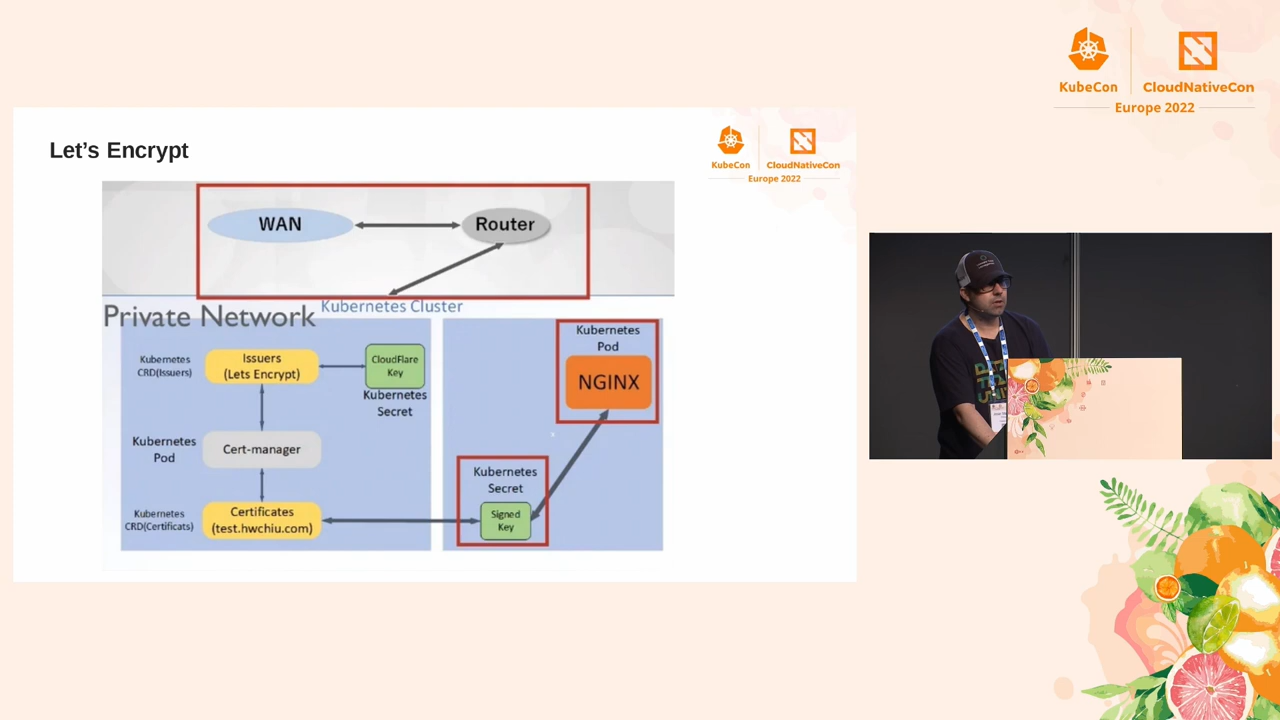 KubeCon
CloudNativeCon
Europe 2022
Let's Encrypt
KubeCon
CloudNativeCon
Europe 2022
WAN
Router
Kubernetes Cluster
Private Network
Kubernetes
CRD(Issuers)
Issuers
(Lets Encrypt)
CloudFlare
Key
Kubernetes
Secret
Kubernetes
Pod
NGINX
Kubernetes
Pod
Cert-manager
Kubernetes
Secret
Signed
Key
Kubernetes
CRD(Certificats)
Certificates
(test.hwchiu.com)